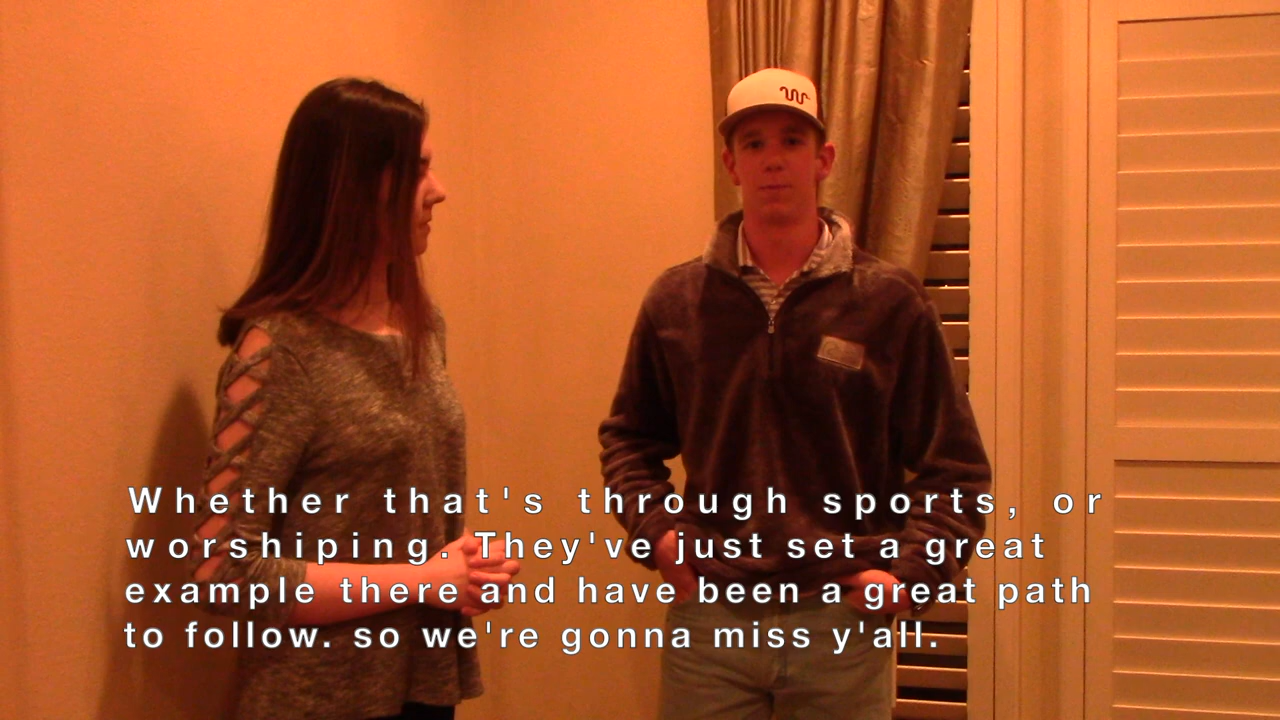 Whether that's through sports, or
worshiping. They've just set a great
example there and have been a great path
to follow. so we're gonna miss y'all.